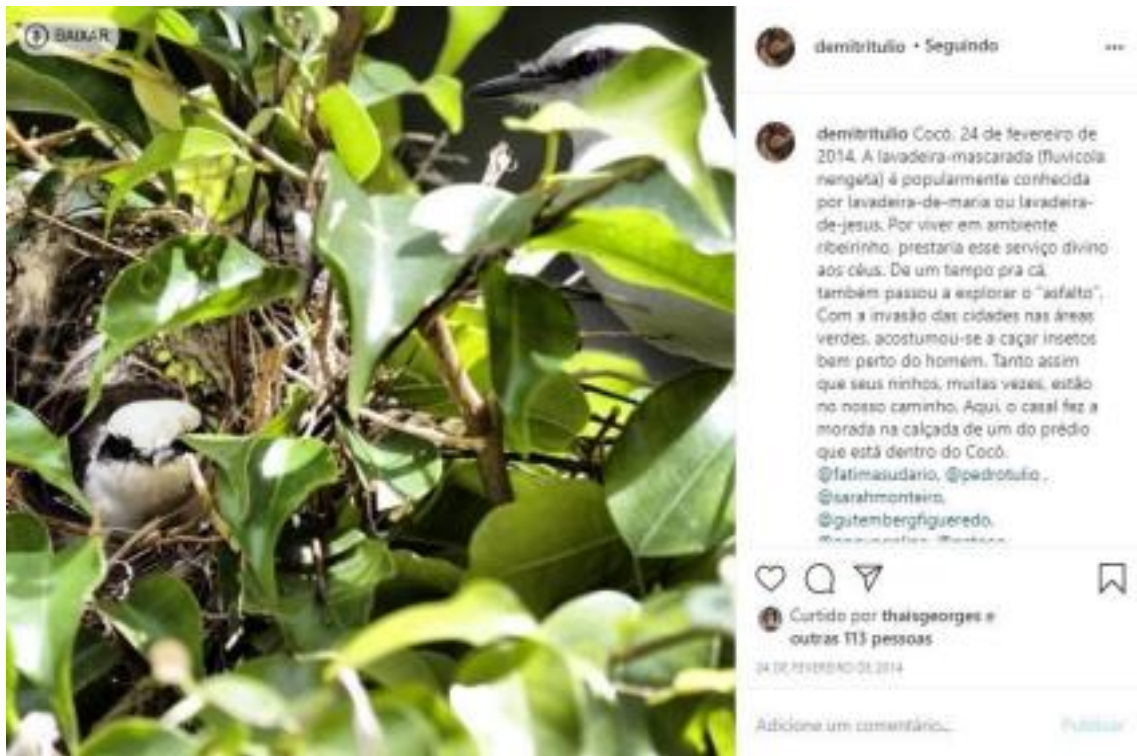 BAIXAR
demitritulio • Seguindo
demitritulio Cocó, 24 de fevereiro de
2014. A lavadeira-mascarada (fluvicola
nengeta) é popularmente conhecida
por lavadeira-de-maria ou lavadeira-
de-jesus. Por viver em ambiente
ribeirinho, prestaria esse serviço divino
aos céus. De um tempo pra cá,
também passou a explorar o "asfalto".
Com a invasão das cidades nas áreas
verdes, acostumou-se a caçar insetos
bem perto do homem. Tanto assim
que seus ninhos, muitas vezes, estão
no nosso caminho. Aqui, o casal fez a
morada na calçada de um do prédio
que está dentro do Cocó.
@fatimasudario, @pedrotulio,
@sarahmonteiro,
@gutembergfigueredo,
Curtido por thaisgeorges e
outras 113 pessoas
24 DE FEVEREIRO DE 2014
Adicione um comentário...
Publicar